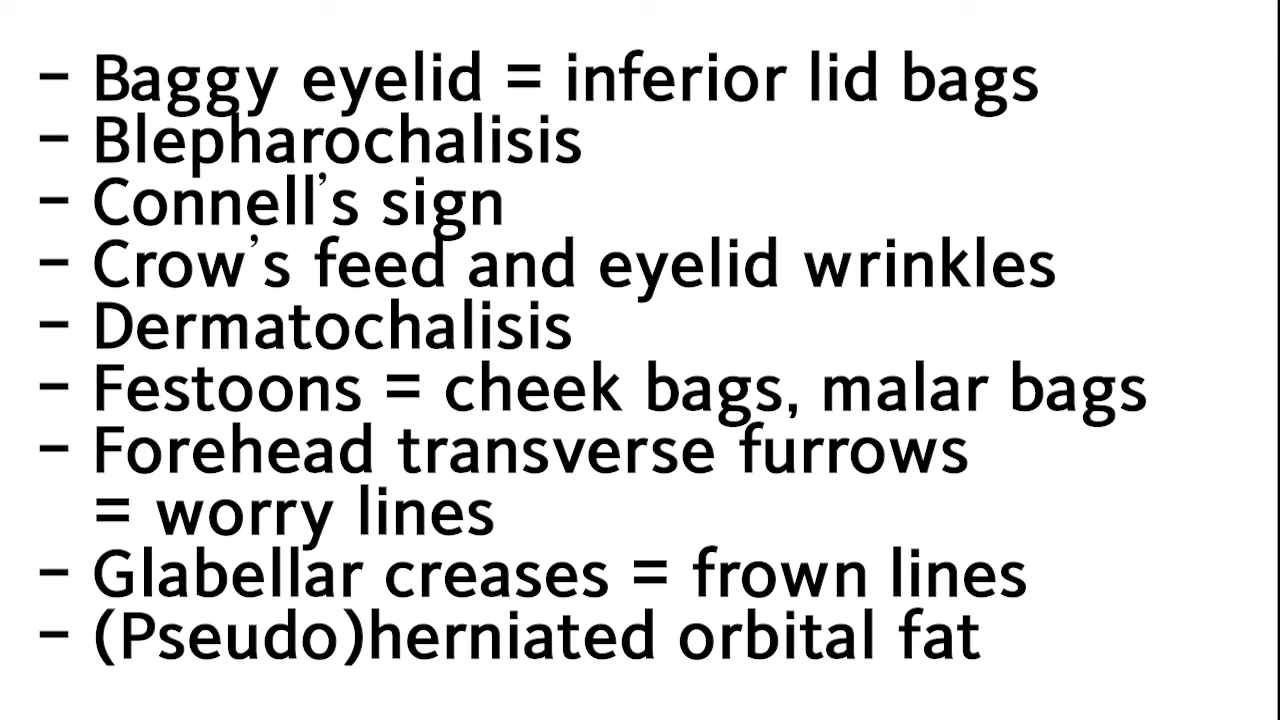 - Baggy eyelid = inferior lid bags
- Blepharochalisis
- Connell's sign
- Crow's feed and eyelid wrinkles
- Dermatochalisis
- Festoons = cheek bags, malar bags
- Forehead transverse furrows
= worry lines
- Glabellar creases = frown lines
- (Pseudo)herniated orbital fat